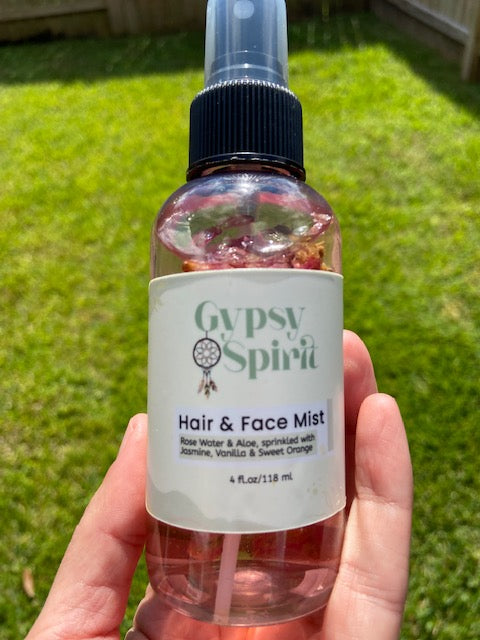 Gypsy
Spirit
Hair & Face Mist
Rose Water & Aloe, sprinkled with
Jasmine, Vanilla & Sweet Orange
4 fl.oz/118 ml